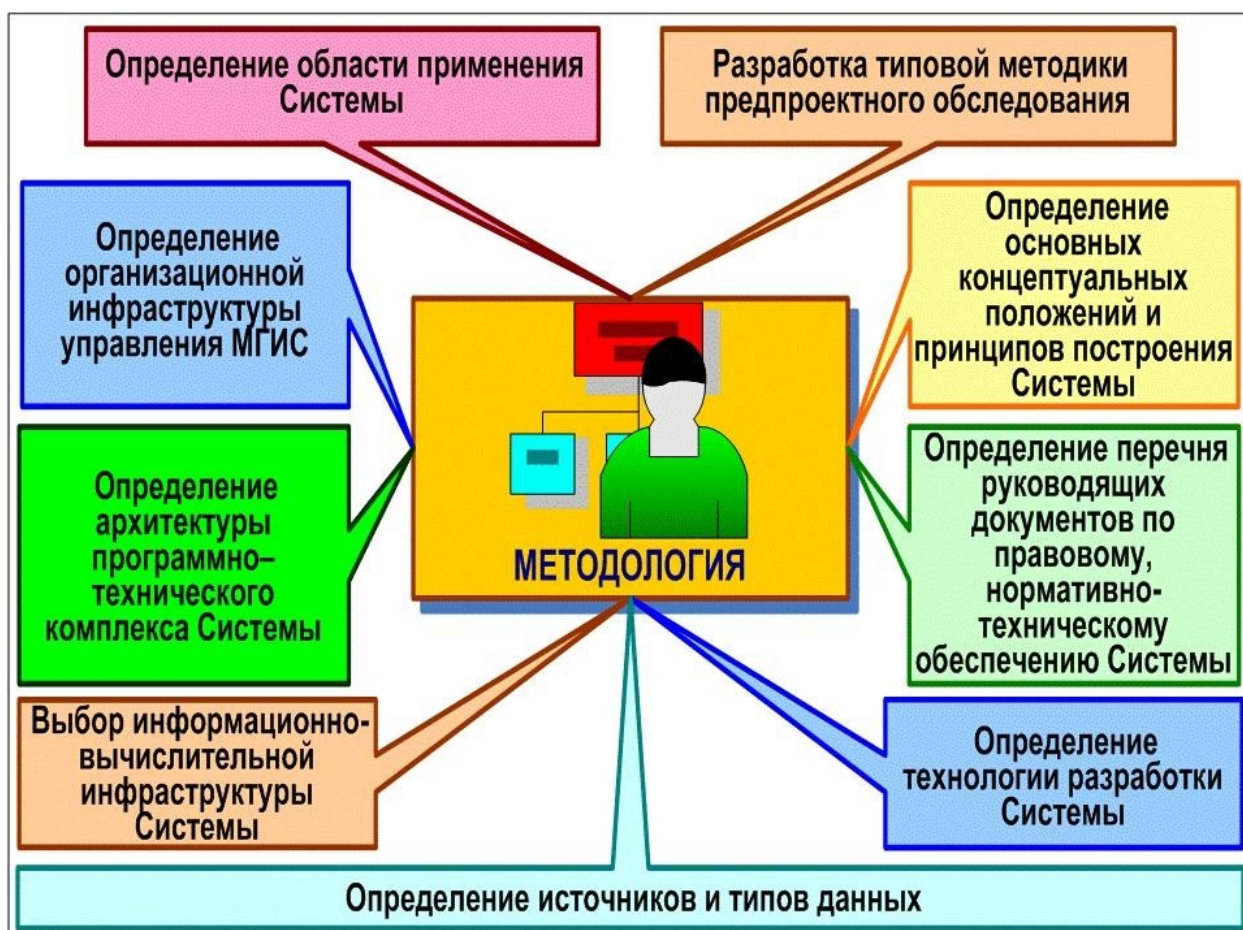 Определение области применения
Системы
Разработка типовой методики
предпроектного обследования
Определение
организационной
инфраструктуры
управления МГИС
Определение
основных
концептуальных
положений и
принципов построения
Системы
Определение
архитектуры
программно–
технического
комплекса Системы
МЕТОДОЛОГИЯ
Определение перечня
руководящих
документов по
правовому,
нормативно-
техническому
обеспечению Системы
Выбор информационно-
вычислительной
инфраструктуры
Системы
Определение
технологии разработки
Системы
Определение источников и типов данных